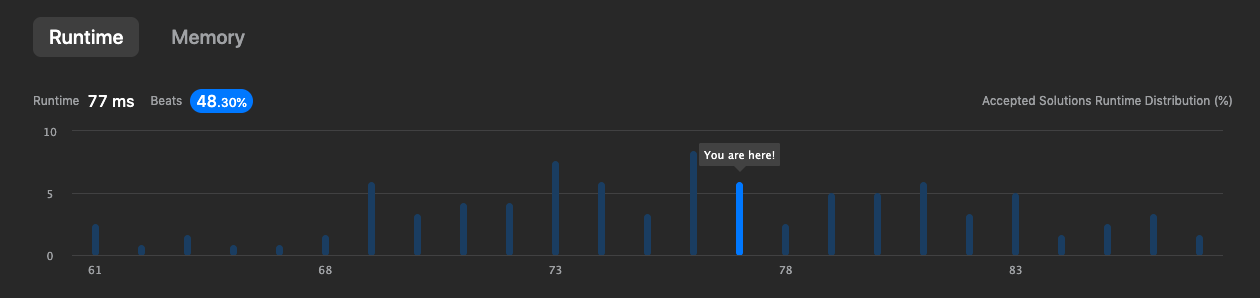 Runtime Memory
Runtime 77 ms Beats 48.30% Accepted Solutions Runtime Distribution (%)
10
You are here!
5
0
61 68 73 78 83